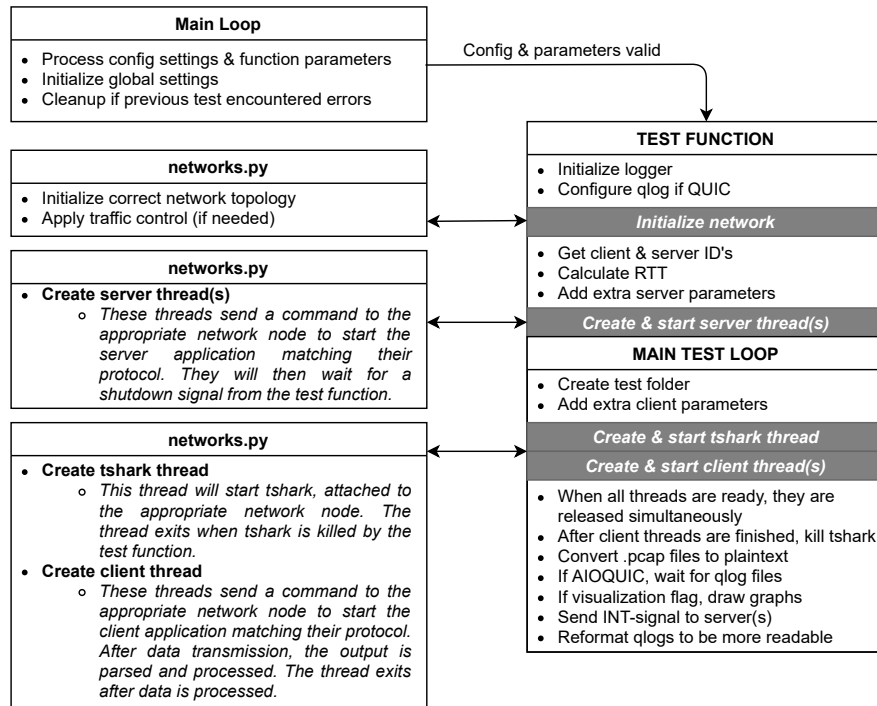 Main Loop
• Process config settings & function parameters
• Initialize global settings
• Cleanup if previous test encountered errors
Config & parameters valid
networks.py
• Initialize correct network topology
• Apply traffic control (if needed)
networks.py
• Create server thread(s)
o These threads send a command to the
appropriate network node to start the
server application matching their
protocol. They will then wait for a
shutdown signal from the test function.
networks.py
• Create tshark thread
o This thread will start tshark, attached to
the appropriate network node. The
thread exits when tshark is killed by the
test function.
• Create client thread
o These threads send a command to the
appropriate network node to start the
client application matching their protocol.
After data transmission, the output is
parsed and processed. The thread exits
after data is processed.
TEST FUNCTION
• Initialize logger
• Configure qlog if QUIC
Initialize network
• Get client & server ID's
• Calculate RTT
• Add extra server parameters
Create & start server thread(s)
MAIN TEST LOOP
• Create test folder
• Add extra client parameters
Create & start tshark thread
Create & start client thread(s)
• When all threads are ready, they are
released simultaneously
• After client threads are finished, kill tshark
• Convert .pcap files to plaintext
• If AIOQUIC, wait for qlog files
• If visualization flag, draw graphs
• Send INT-signal to server(s)
• Reformat qlogs to be more readable